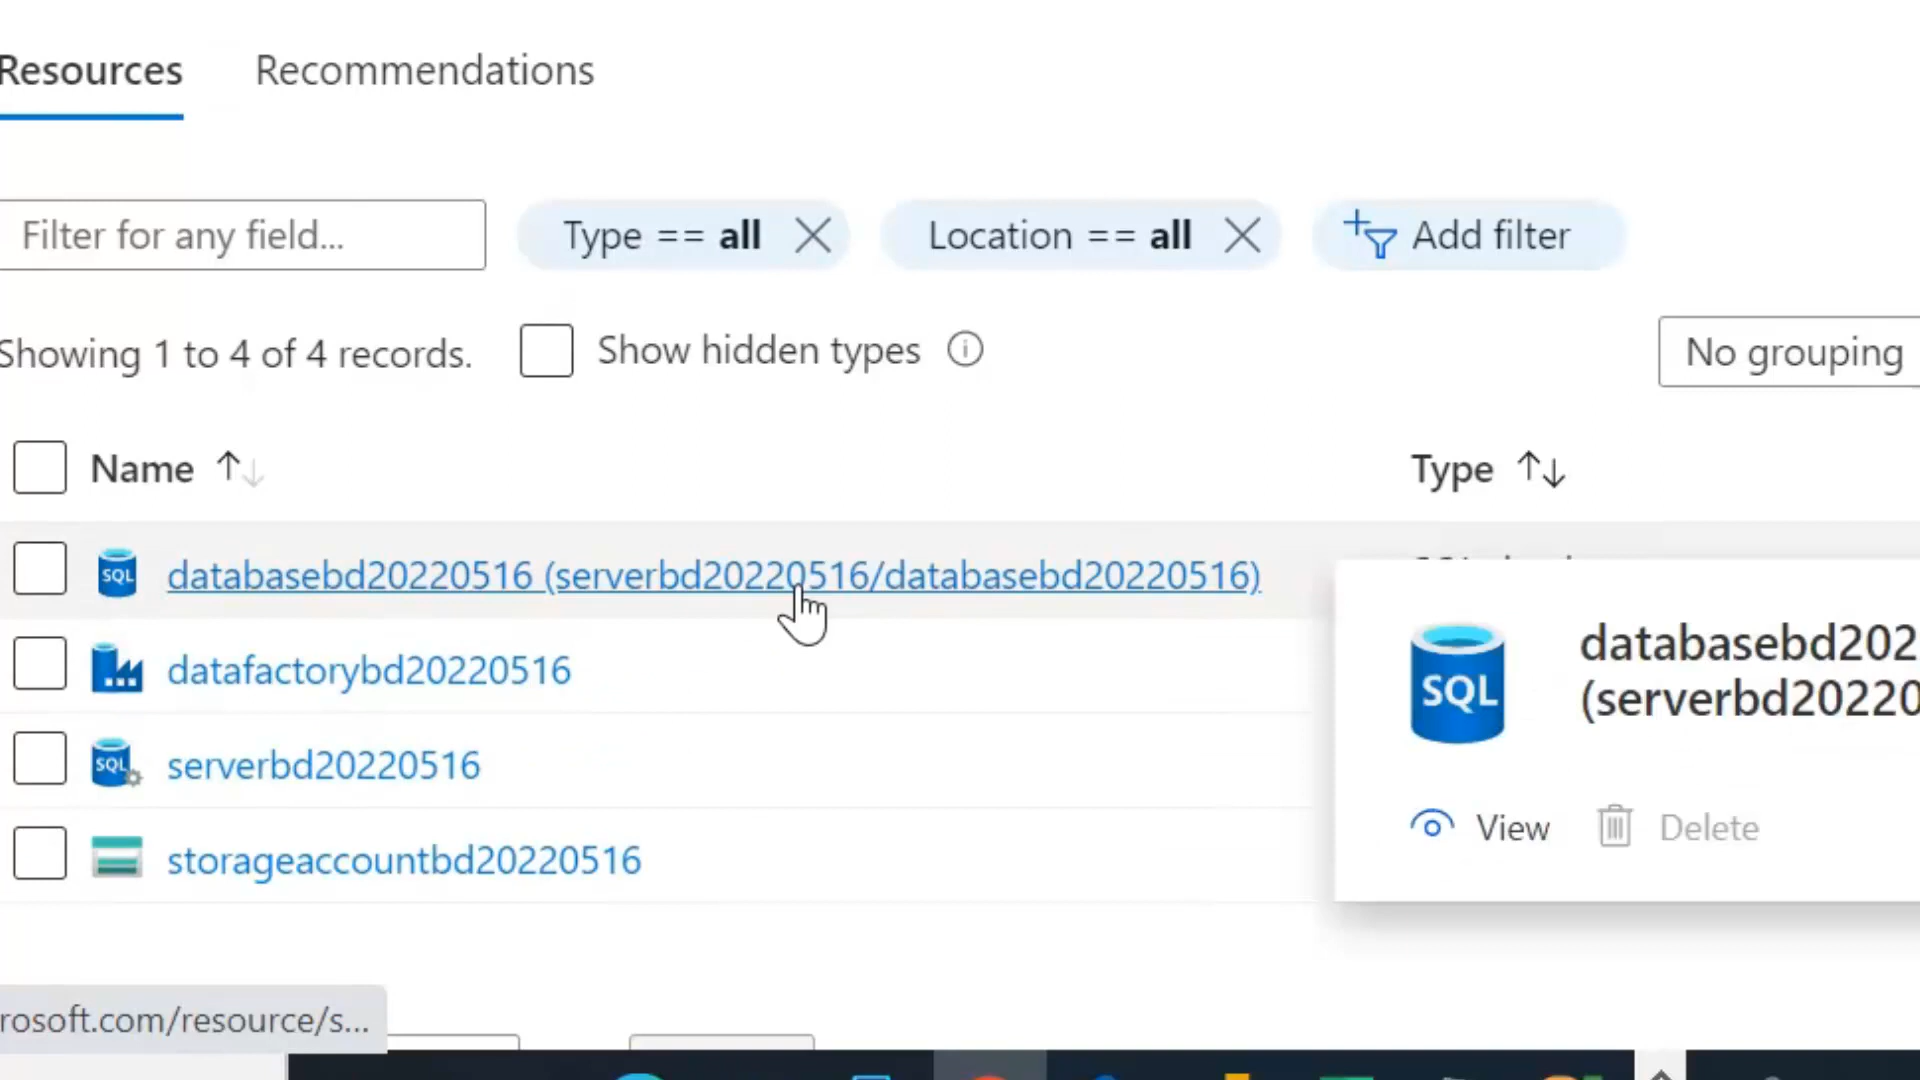 Resources Recommendations
Filter for any field... Type == all Location == all Add filter
Showing 1 to 4 of 4 records. Show hidden types No grouping
Name Type
SQL databasebd20220516 (serverbd20220516/databasebd20220516)
datafactorybd20220516
SQL serverbd20220516
storageaccountbd20220516
SQL databasebd202
(serverbd20220
View Delete
rosoft.com/resource/s...